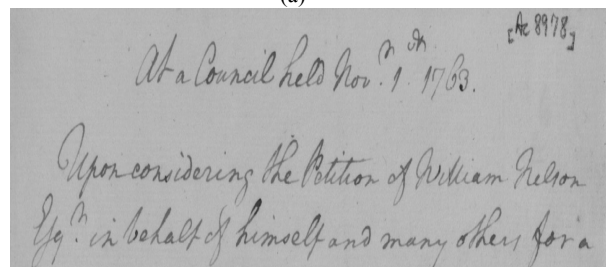 (a)
[Ac 8978]
At a Council held Novr. 1st. 1763.
Upon considering the Petition of William Nelson
Esqr. in behalf of himself and many others for a